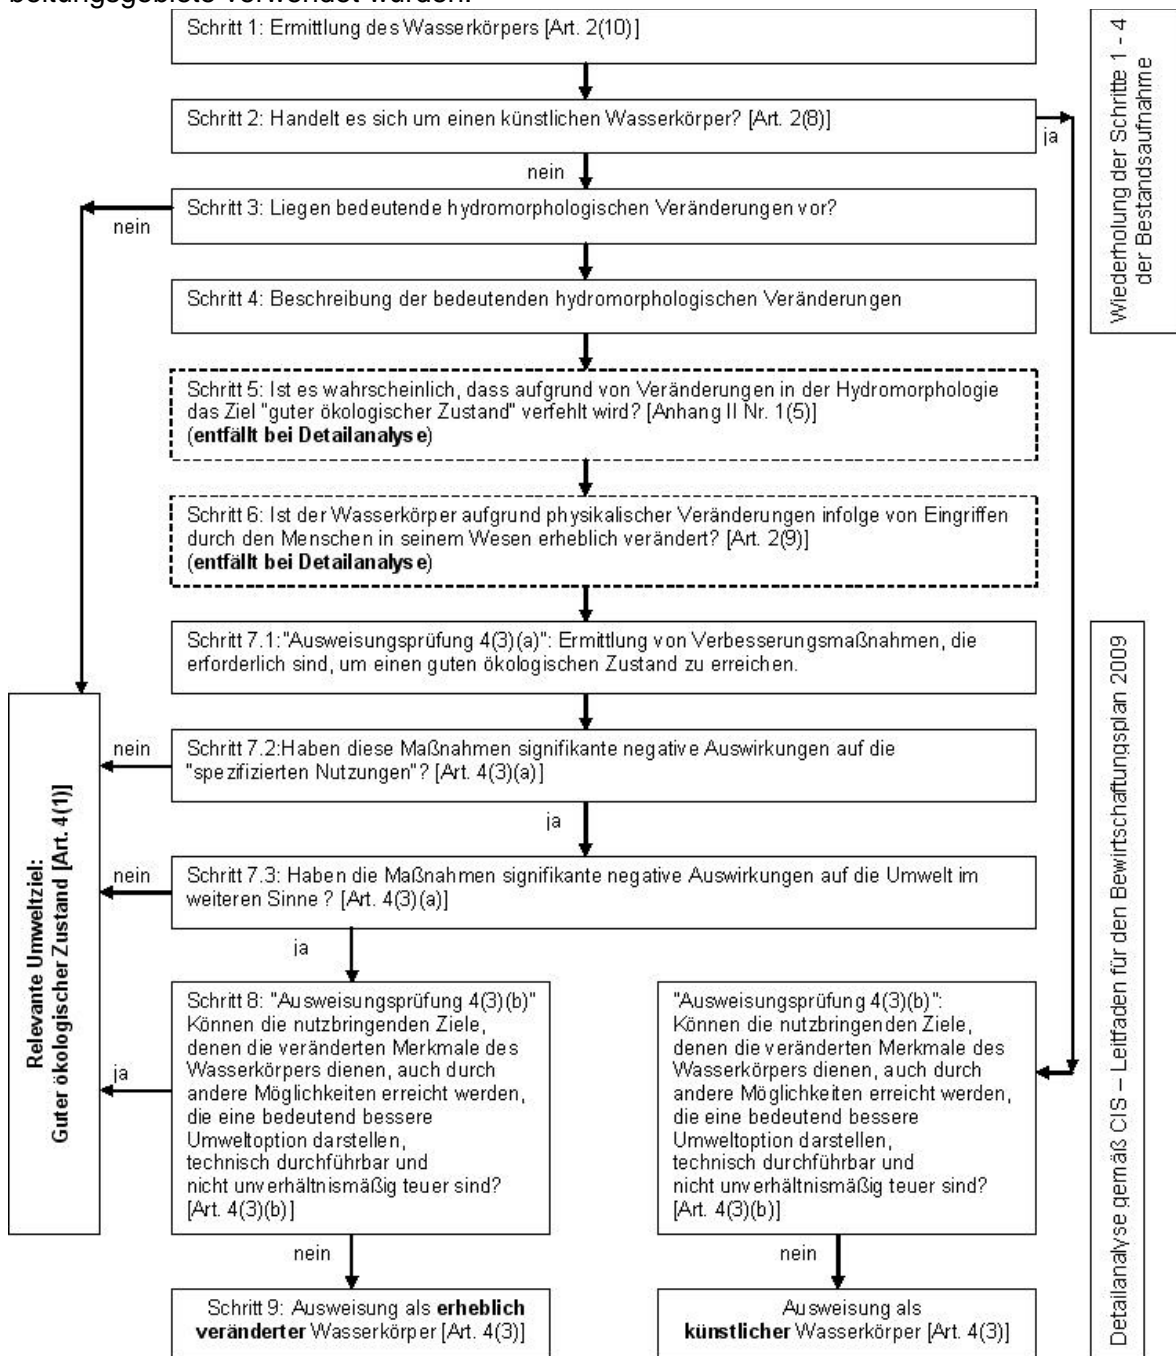 beitungsgebiete verwendet wurden.
Schritt 1: Ermittlung des Wasserkörpers [Art. 2(10)]
Schritt 2: Handelt es sich um einen künstlichen Wasserkörper? [Art. 2(8)]
ja
nein
Schritt 3: Liegen bedeutende hydromorphologischen Veränderungen vor?
nein
Schritt 4: Beschreibung der bedeutenden hydromorphologischen Veränderungen
Wiederholung der Schritte 1 - 4
der Bestandsaufnahme
Schritt 5: Ist es wahrscheinlich, dass aufgrund von Veränderungen in der Hydromorphologie
das Ziel "guter ökologischer Zustand" verfehlt wird? [Anhang II Nr. 1(5)]
(entfällt bei Detailanalyse)
Schritt 6: Ist der Wasserkörper aufgrund physikalischer Veränderungen infolge von Eingriffen
durch den Menschen in seinem Wesen erheblich verändert? [Art. 2(9)]
(entfällt bei Detailanalyse)
Schritt 7.1:"Ausweisungsprüfung 4(3)(a)": Ermittlung von Verbesserungsmaßnahmen, die
erforderlich sind, um einen guten ökologischen Zustand zu erreichen.
nein
Schritt 7.2:Haben diese Maßnahmen signifikante negative Auswirkungen auf die
"spezifizierten Nutzungen"? [Art. 4(3)(a)]
ja
nein
Schritt 7.3: Haben die Maßnahmen signifikante negative Auswirkungen auf die Umwelt im
weiteren Sinne ? [Art. 4(3)(a)]
ja
Relevante Umweltziel:
Guter ökologischer Zustand [Art. 4(1)]
ja
Schritt 8: "Ausweisungsprüfung 4(3)(b)"
Können die nutzbringenden Ziele,
denen die veränderten Merkmale des
Wasserkörpers dienen, auch durch
andere Möglichkeiten erreicht werden,
die eine bedeutend bessere
Umweltoption darstellen,
technisch durchführbar und
nicht unverhältnismäßig teuer sind?
[Art. 4(3)(b)]
"Ausweisungsprüfung 4(3)(b)":
Können die nutzbringenden Ziele,
denen die veränderten Merkmale des
Wasserkörpers dienen, auch durch
andere Möglichkeiten erreicht werden,
die eine bedeutend bessere
Umweltoption darstellen,
technisch durchführbar und
nicht unverhältnismäßig teuer sind?
[Art. 4(3)(b)]
nein
nein
Schritt 9: Ausweisung als erheblich
veränderter Wasserkörper [Art. 4(3)]
Ausweisung als
künstlicher Wasserkörper [Art. 4(3)]
Detailanalyse gemäß CIS – Leitfaden für den Bewirtschaftungsplan 2009